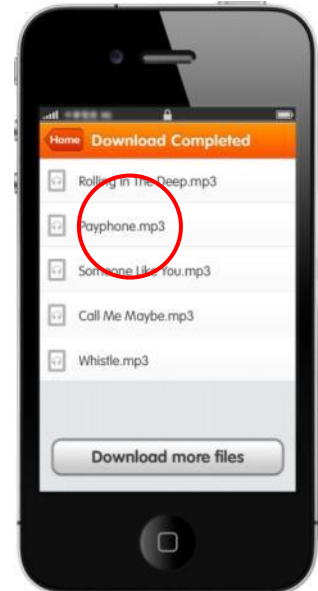 Home Download Completed
Rolling In The Deep.mp3
Payphone.mp3
Someone Like You.mp3
Call Me Maybe.mp3
Whistle.mp3
Download more files